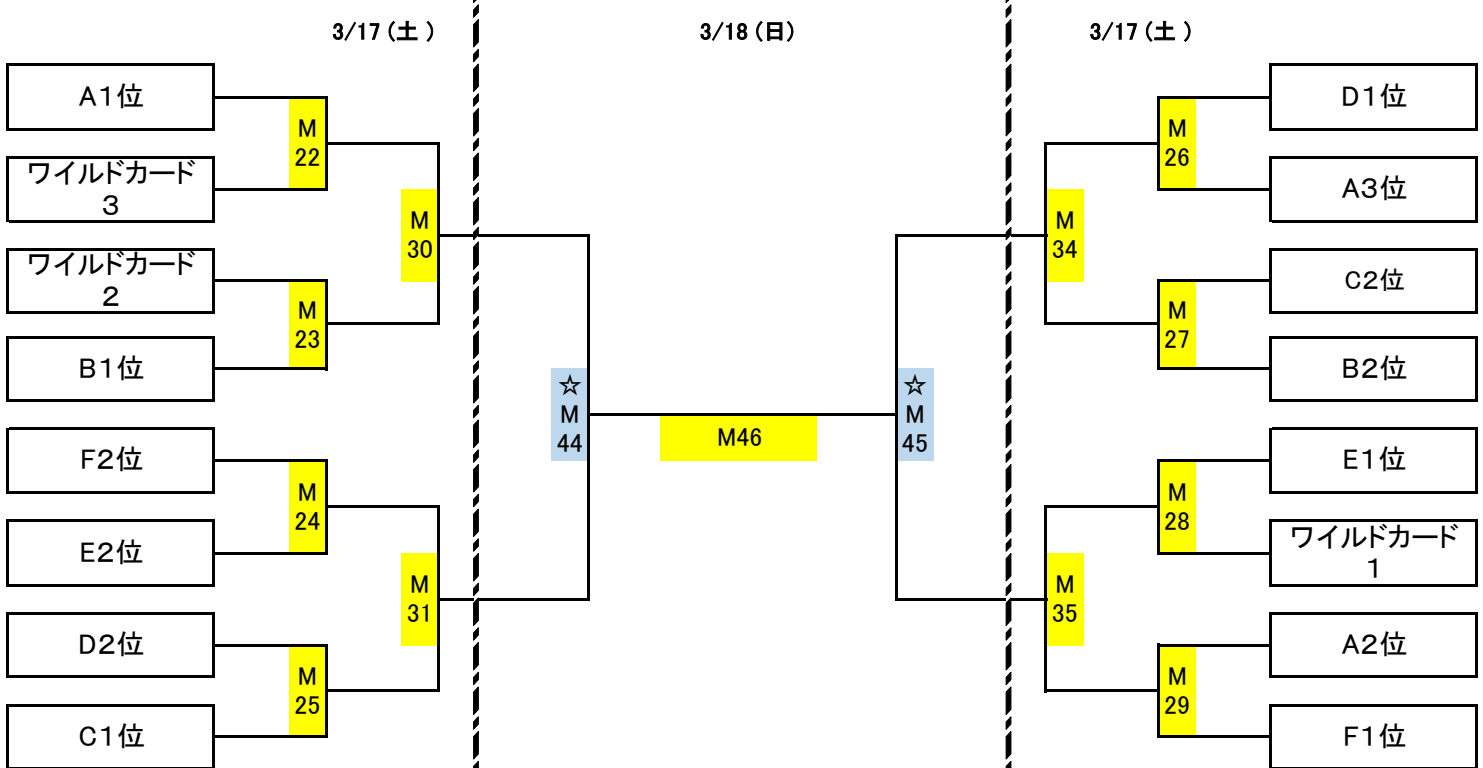 3/17 (土 )
3/18 (日)
3/17 (土 )
A1位
ワイルドカード
3
ワイルドカード
2
B1位
F2位
E2位
D2位
C1位
M
22
M
23
M
24
M
25
M
30
M
31
☆
M
44
M46
☆
M
45
M
34
M
35
M
26
M
27
M
28
M
29
D1位
A3位
C2位
B2位
E1位
ワイルドカード
1
A2位
F1位